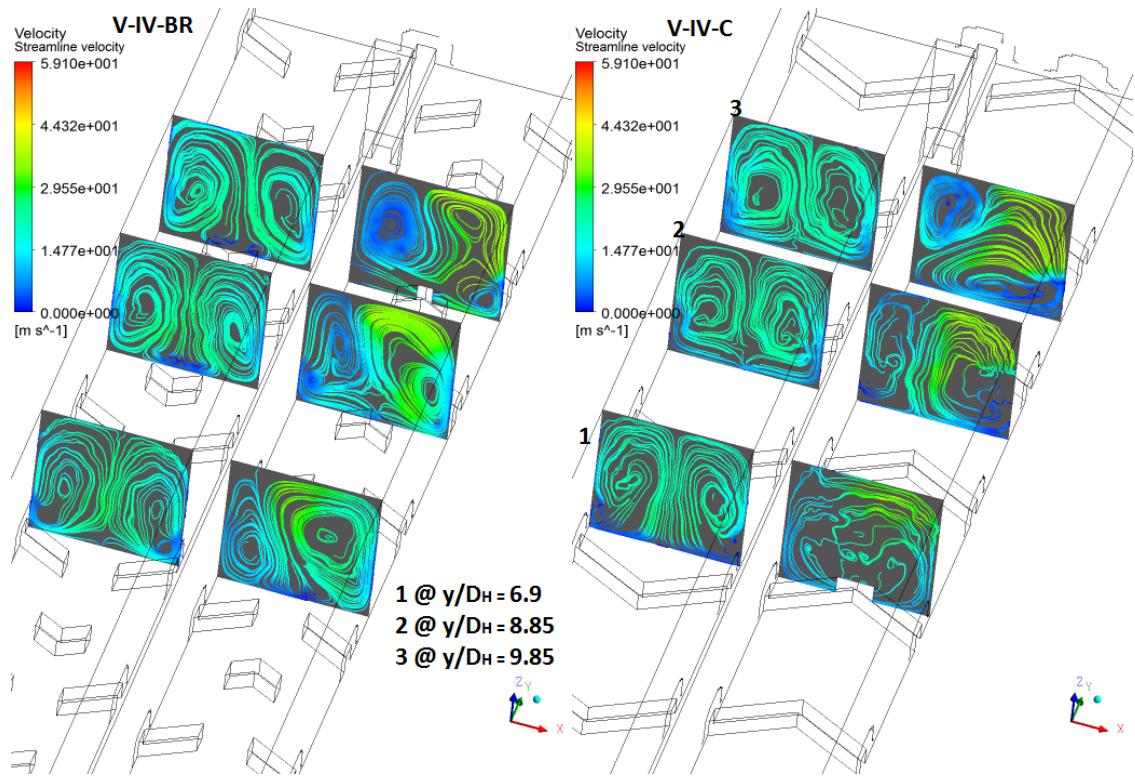 V-IV-BR
Velocity
Streamline velocity
5.910e+001
4.432e+001
2.955e+001
1.477e+001
0.000e+000
[m s^-1]
1 @ y/DH = 6.9
2 @ y/DH = 8.85
3 @ y/DH = 9.85
Z
Y
X
V-IV-C
Velocity
Streamline velocity
5.910e+001
4.432e+001
2.955e+001
1.477e+001
0.000e+000
[m s^-1]
3
2
1
Z
Y
X